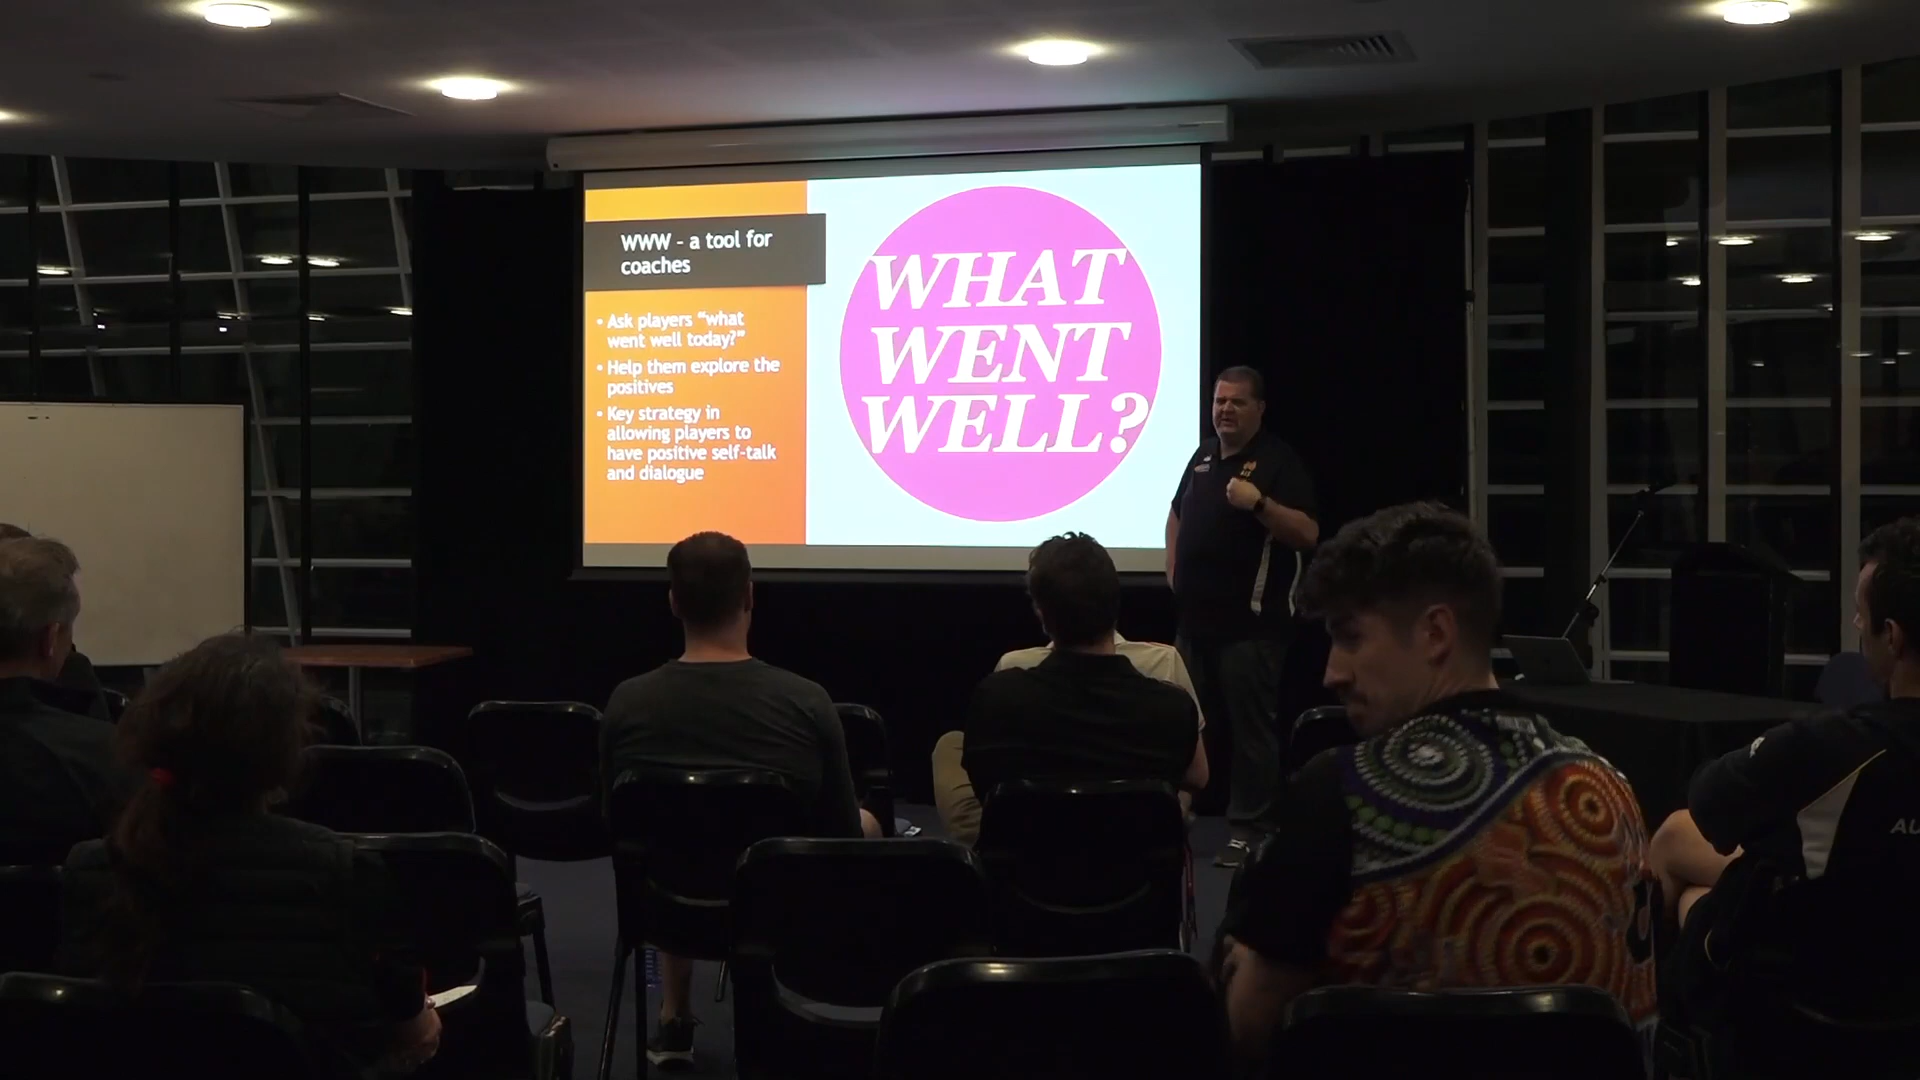 WWW - a tool for
coaches
• Ask players “what
went well today?”
• Help them explore the
positives
• Key strategy in
allowing players to
have positive self-talk
and dialogue
WHAT
WENT
WELL?